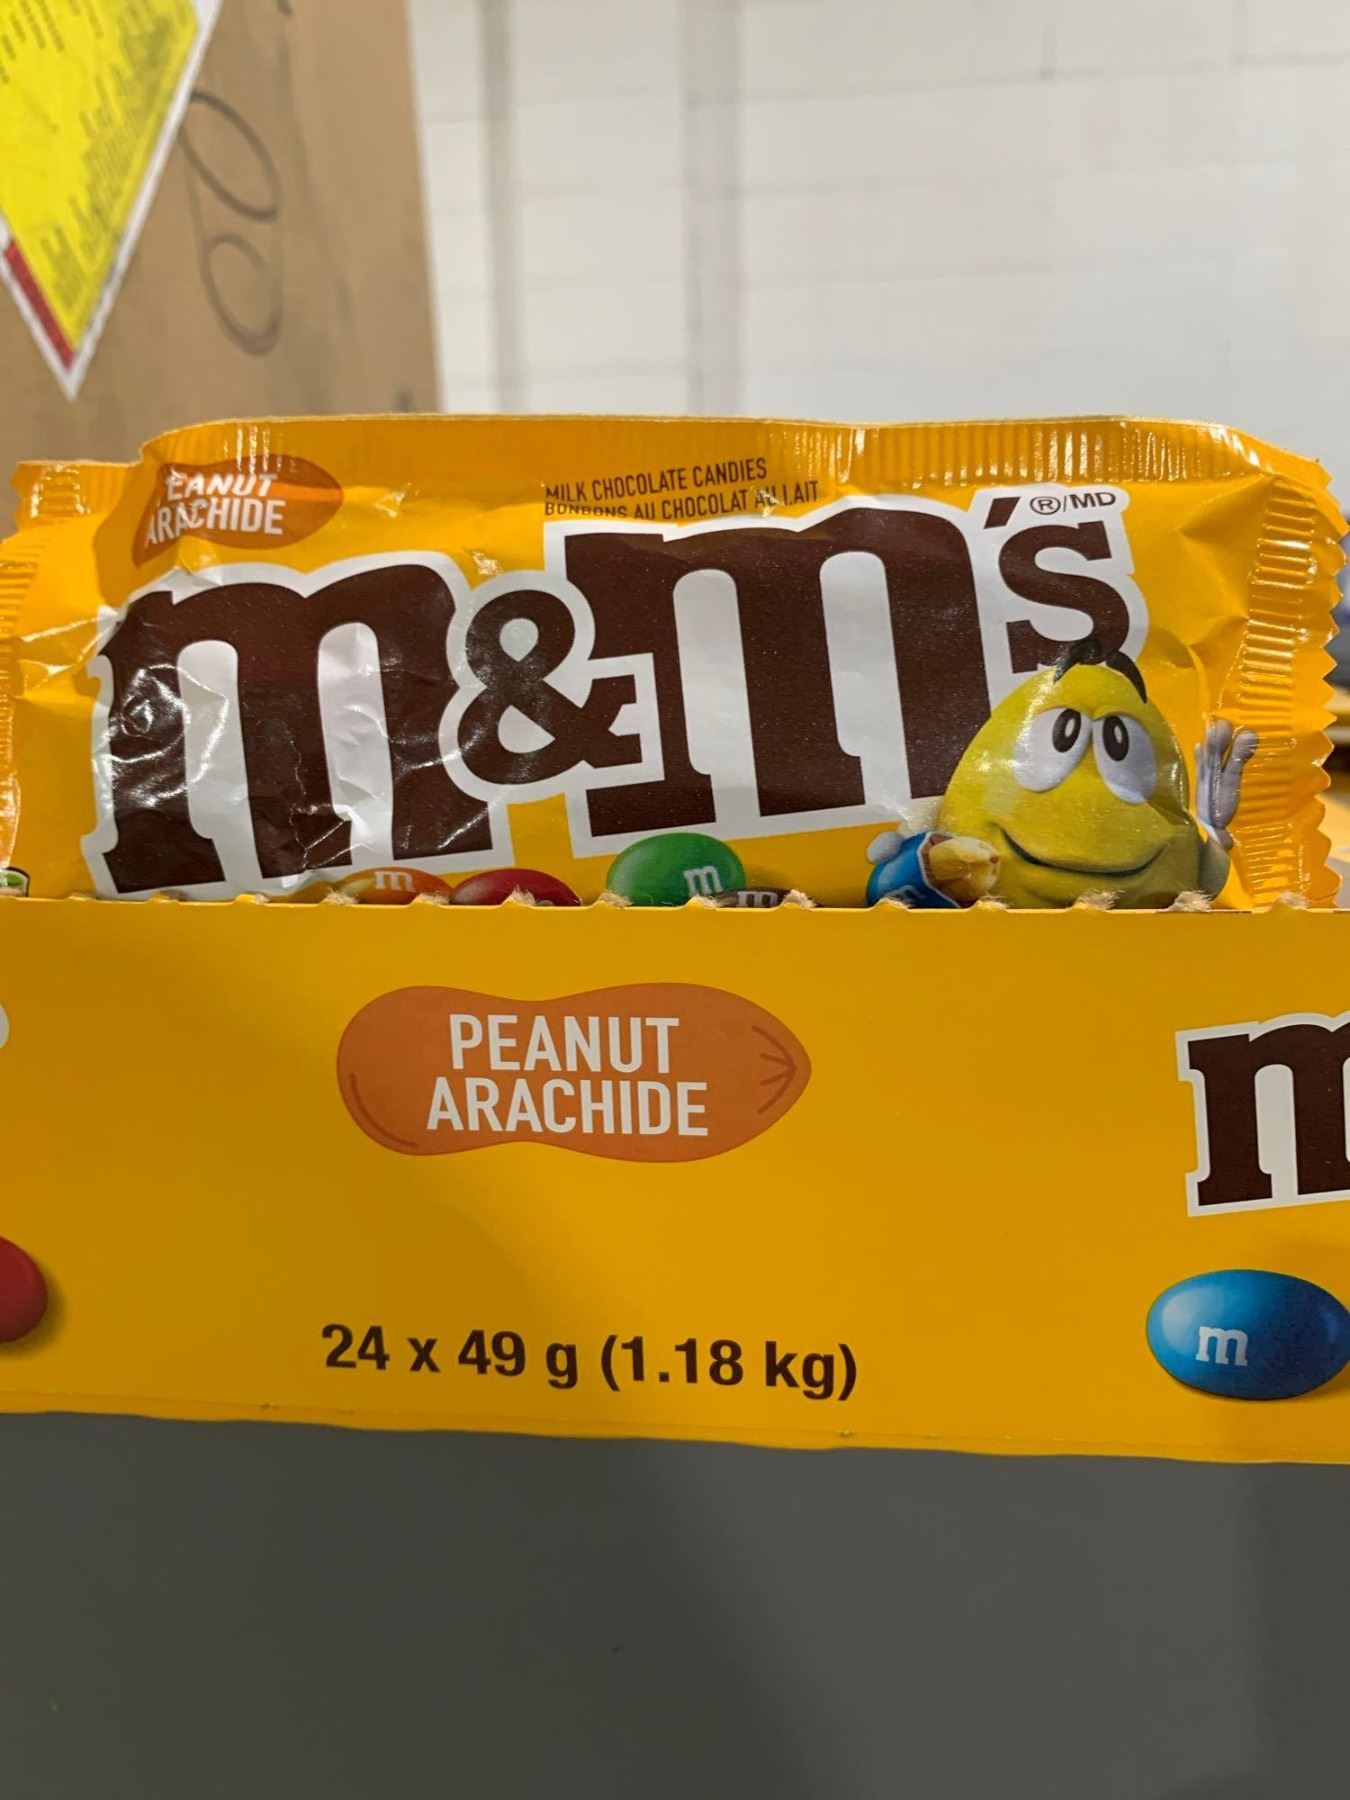 PEANUT
ARACHIDE
MILK CHOCOLATE CANDIES
BONBONS AU CHOCOLAT AU LAIT
m&m's
®/MD
m
m
m
m
PEANUT
ARACHIDE
m
m
24 x 49 g (1.18 kg)